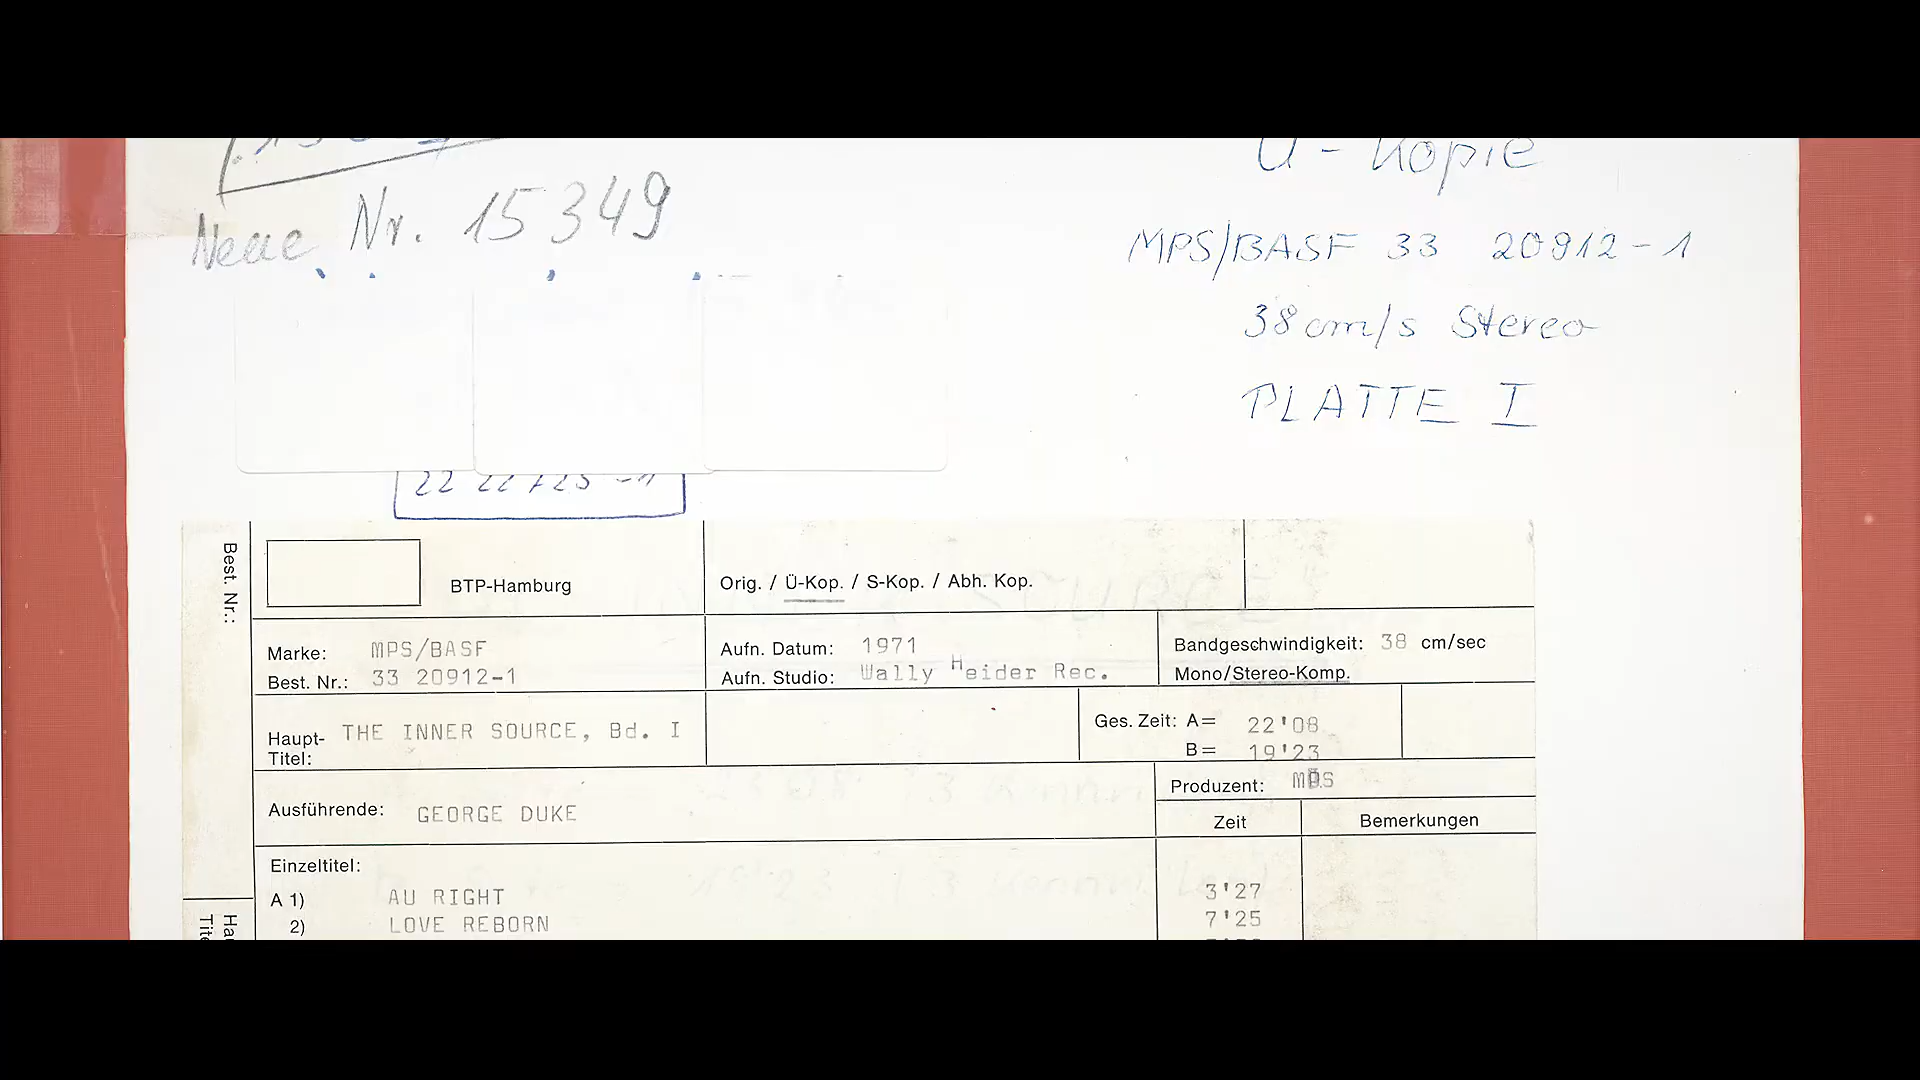 Neue Nr. 15349
Ü-Kopie
MPS/BASF 33 20912-1
38 cm/s Stereo
PLATTE I
Best. Nr.:
BTP-Hamburg
Orig. / Ü-Kop. / S-Kop. / Abh. Kop.
Marke: MPS/BASF
Best. Nr.: 33 20912-1
Aufn. Datum: 1971
Aufn. Studio: Wally Heider Rec.
Bandgeschwindigkeit: 38 cm/sec
Mono/Stereo-Komp.
Haupt- THE INNER SOURCE, Bd. I
Titel:
Ges. Zeit: A= 22'08
B= 19'23
Ausführende: GEORGE DUKE
Produzent: MPS
Zeit Bemerkungen
Einzeltitel:
A 1) AU RIGHT 3'27
2) LOVE REBORN 7'25